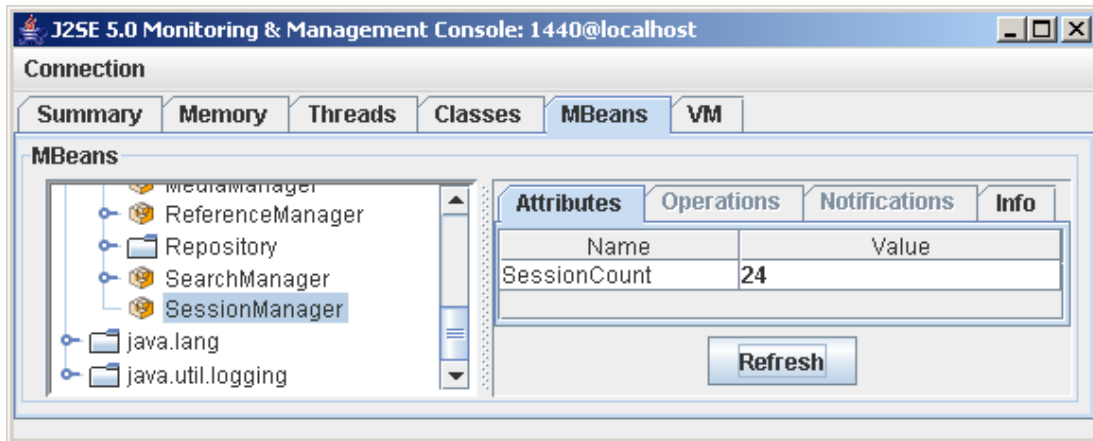 J2SE 5.0 Monitoring & Management Console: 1440@localhost
Connection
Summary Memory Threads Classes MBeans VM
MBeans
MediaManager
ReferenceManager
Repository
SearchManager
SessionManager
java.lang
java.util.logging
Attributes Operations Notifications Info
Name Value
SessionCount 24
Refresh